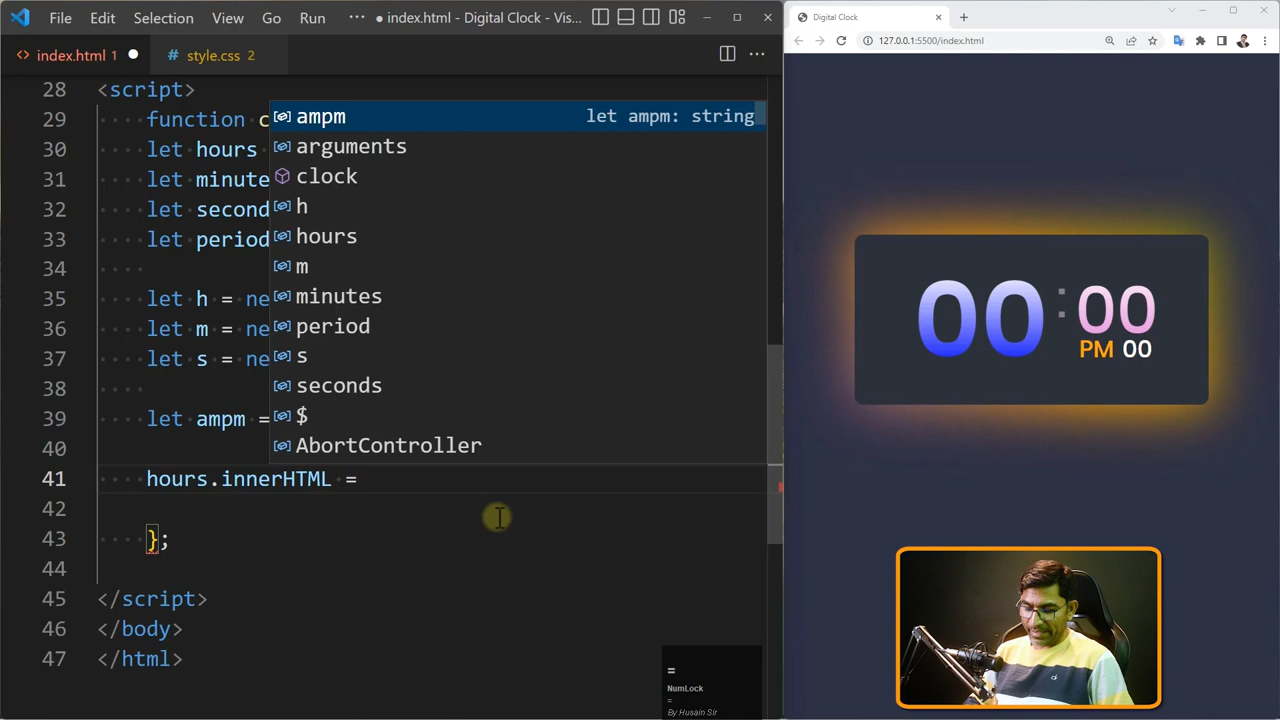 File Edit Selection View Go Run ··· ● index.html - Digital Clock - Vis...
<> index.html 1 ●
# style.css 2
28 <script>
29 function c
30 let hours
31 let minute
32 let second
33 let period
34
35 let h = ne
36 let m = ne
37 let s = ne
38
39 let ampm =
40
41 hours.innerHTML =
42
43 };
44
45 </script>
46 </body>
47 </html>
ampm let ampm: string
arguments
clock
h
hours
m
minutes
period
s
seconds
$
AbortController
=
NumLock
=
By Husain Sir
Digital Clock
127.0.0.1:5500/index.html
00:00
PM 00